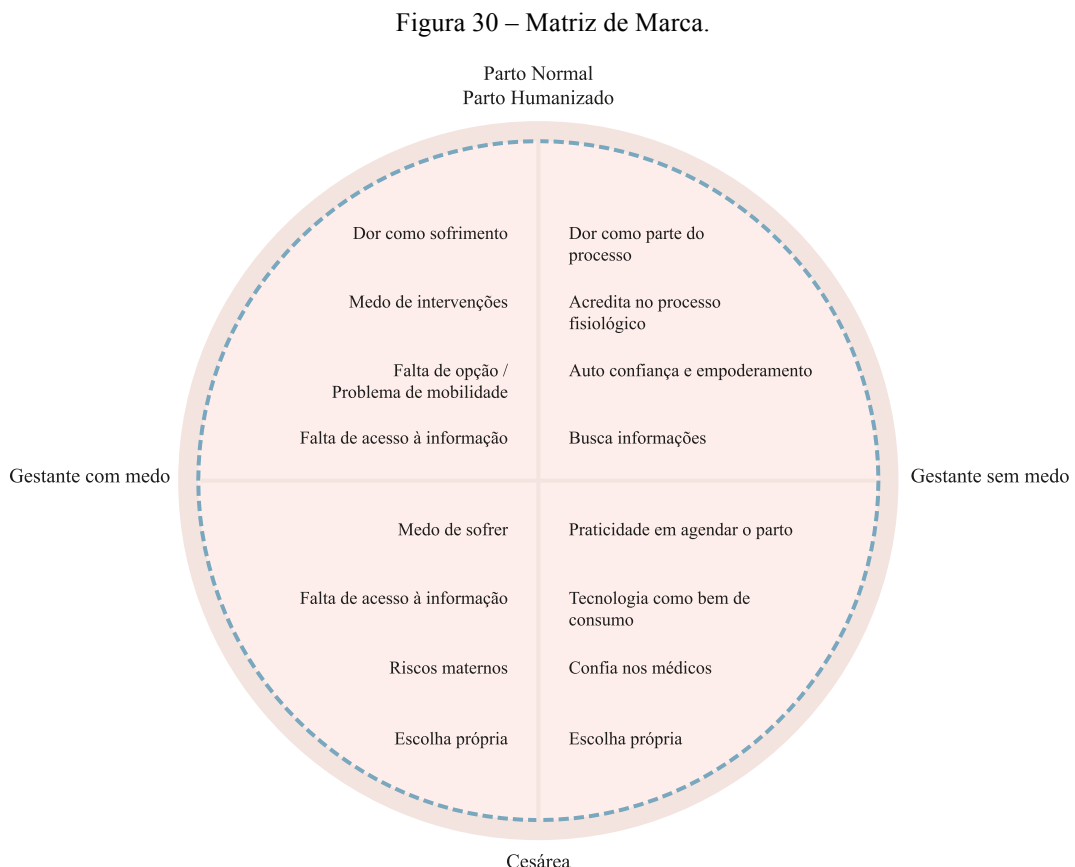 Figura 30 – Matriz de Marca.
Parto Normal
Parto Humanizado
Dor como sofrimento
Dor como parte do
processo
Medo de intervenções
Acredita no processo
fisiológico
Falta de opção /
Problema de mobilidade
Auto confiança e empoderamento
Falta de acesso à informação
Busca informações
Gestante com medo
Gestante sem medo
Medo de sofrer
Praticidade em agendar o parto
Falta de acesso à informação
Tecnologia como bem de
consumo
Riscos maternos
Confia nos médicos
Escolha própria
Escolha própria
Cesárea